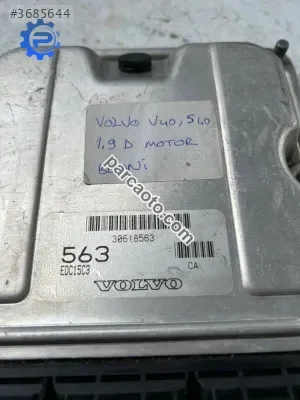 #3685644
VOLVO V40, S40
1.9 D MOTOR
BEYNİ
30618563
parcaoto.com
563
EDC15C3
CA
VOLVO